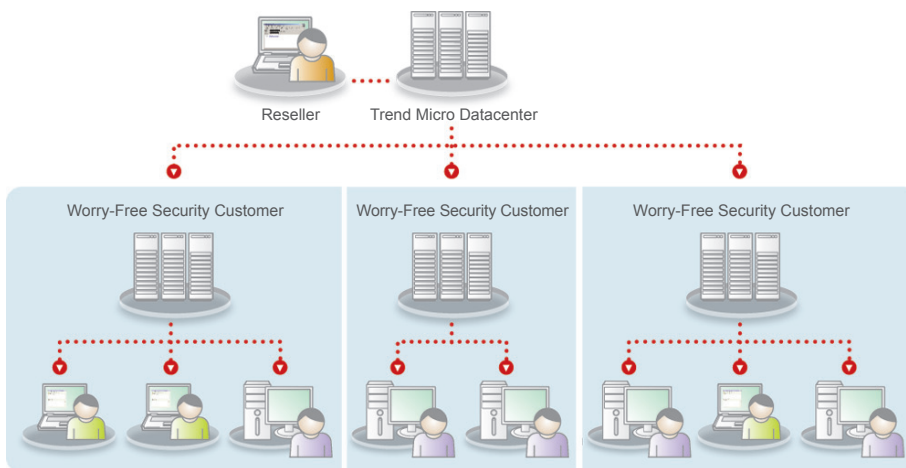 Reseller
Trend Micro Datacenter
Worry-Free Security Customer
Worry-Free Security Customer
Worry-Free Security Customer